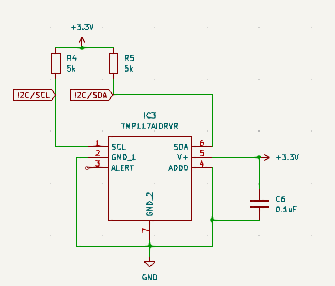 +3.3V
R4
5k
R5
5k
I2C/SCL
I2C/SDA
IC3
TMP117AIDRVR
1
SCL
SDA
6
2
GND_1
V+
5
+3.3V
3
ALERT
ADD0
4
GND_2
7
C6
0.1uF
GND